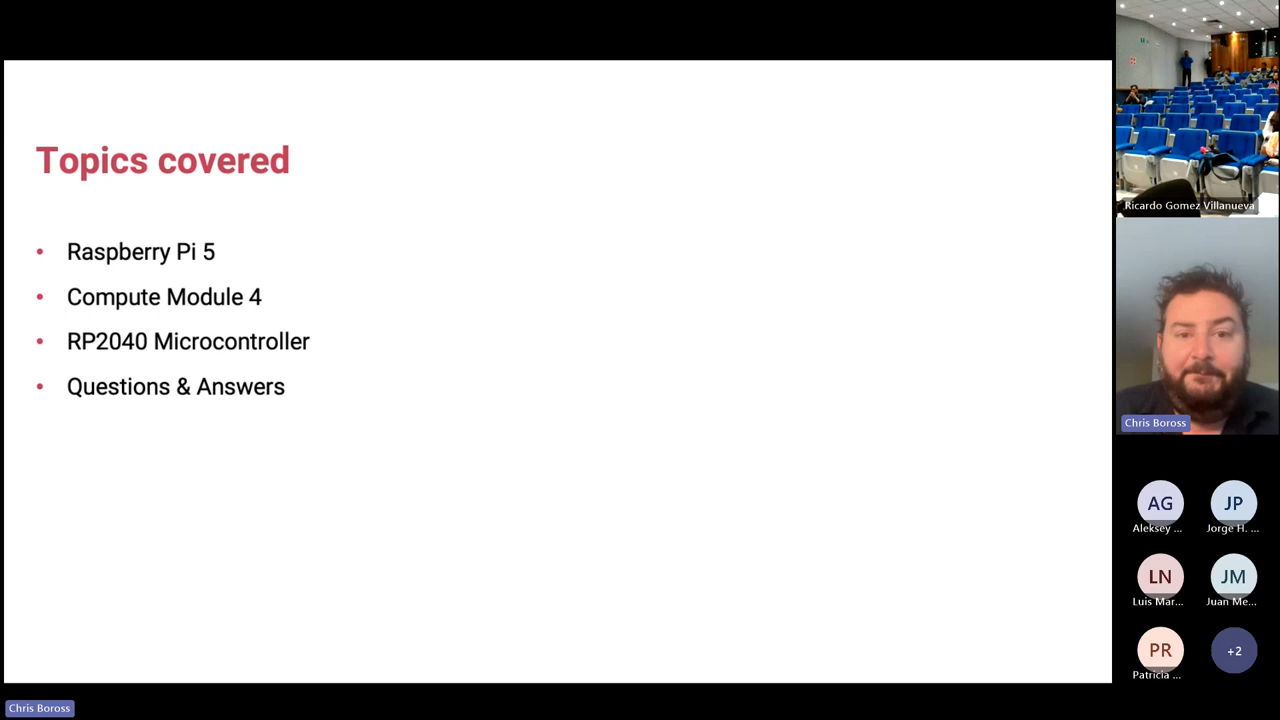 Topics covered
• Raspberry Pi 5
• Compute Module 4
• RP2040 Microcontroller
• Questions & Answers
Chris Boross
Ricardo Gomez Villanueva
Chris Boross
AG
Aleksey ...
JP
Jorge H. ...
LN
Luis Mar...
JM
Juan Me...
PR
Patricia ...
+2